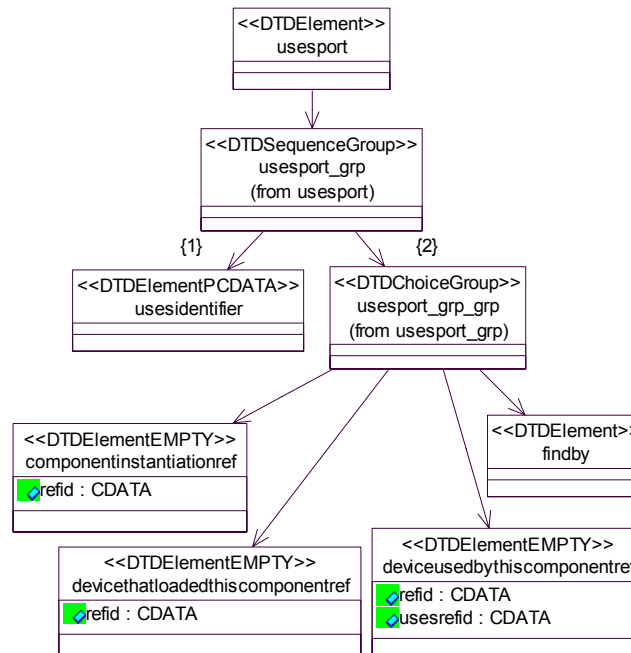 <<DTDElement>>
usesport
<<DTDSequenceGroup>>
usesport_grp
(from usesport)
{1}
{2}
<<DTDElementPCDATA>>
usesidentifier
<<DTDChoiceGroup>>
usesport_grp_grp
(from usesport_grp)
<<DTDElementEMPTY>>
componentinstantiationref
refid : CDATA
<<DTDElement>>
findby
<<DTDElementEMPTY>>
devicethatloadedthiscomponentref
refid : CDATA
<<DTDElementEMPTY>>
deviceusedbythiscomponentref
refid : CDATA
usesrefid : CDATA